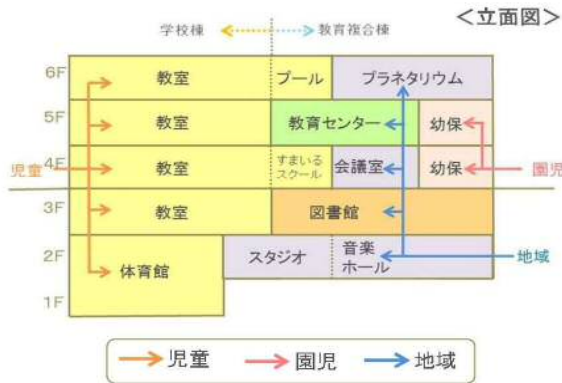 <立面図>
学校棟 教育複合棟
6F 教室 プール プラネタリウム
5F 教室 教育センター 幼保
4F 教室 すまいる
スクール 会議室 幼保
児童 園児
3F 教室 図書館
2F 体育館 スタジオ 音楽
ホール 地域
1F
児童 園児 地域